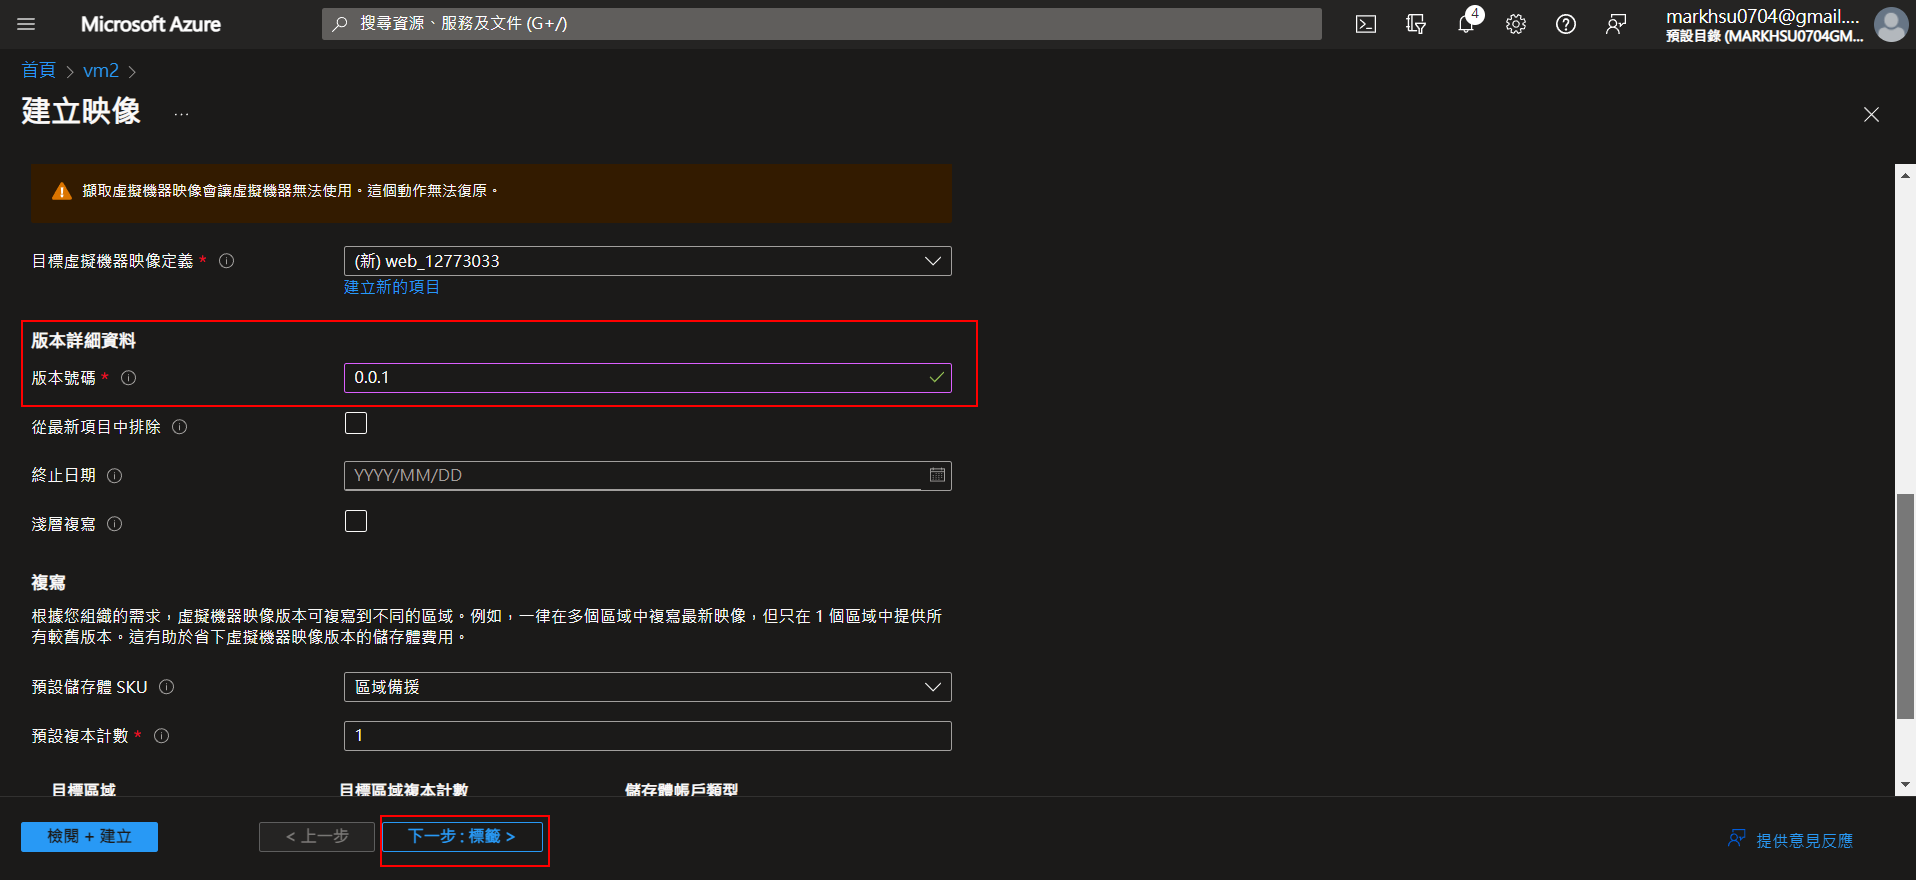 Microsoft Azure
搜尋資源、服務及文件 (G+/)
4
markhsu0704@gmail....
預設目錄 (MARKHSU0704GM...
首頁 > vm2 >
建立映像 ...
擷取虛擬機器映像會讓虛擬機器無法使用。這個動作無法復原。
目標虛擬機器映像定義 *
(新) web_12773033
建立新的項目
版本詳細資料
版本號碼 *
0.0.1
從最新項目中排除
終止日期
YYYY/MM/DD
淺層複寫
複寫
根據您組織的需求，虛擬機器映像版本可複寫到不同的區域。例如，一律在多個區域中複寫最新映像，但只在 1 個區域中提供所
有較舊版本。這有助於省下虛擬機器映像版本的儲存體費用。
預設儲存體 SKU
區域備援
預設複本計數 *
1
目標區域 目標區域複本計數 儲存體帳戶類型
檢閱 + 建立
< 上一步
下一步 : 標籤 >
提供意見反應